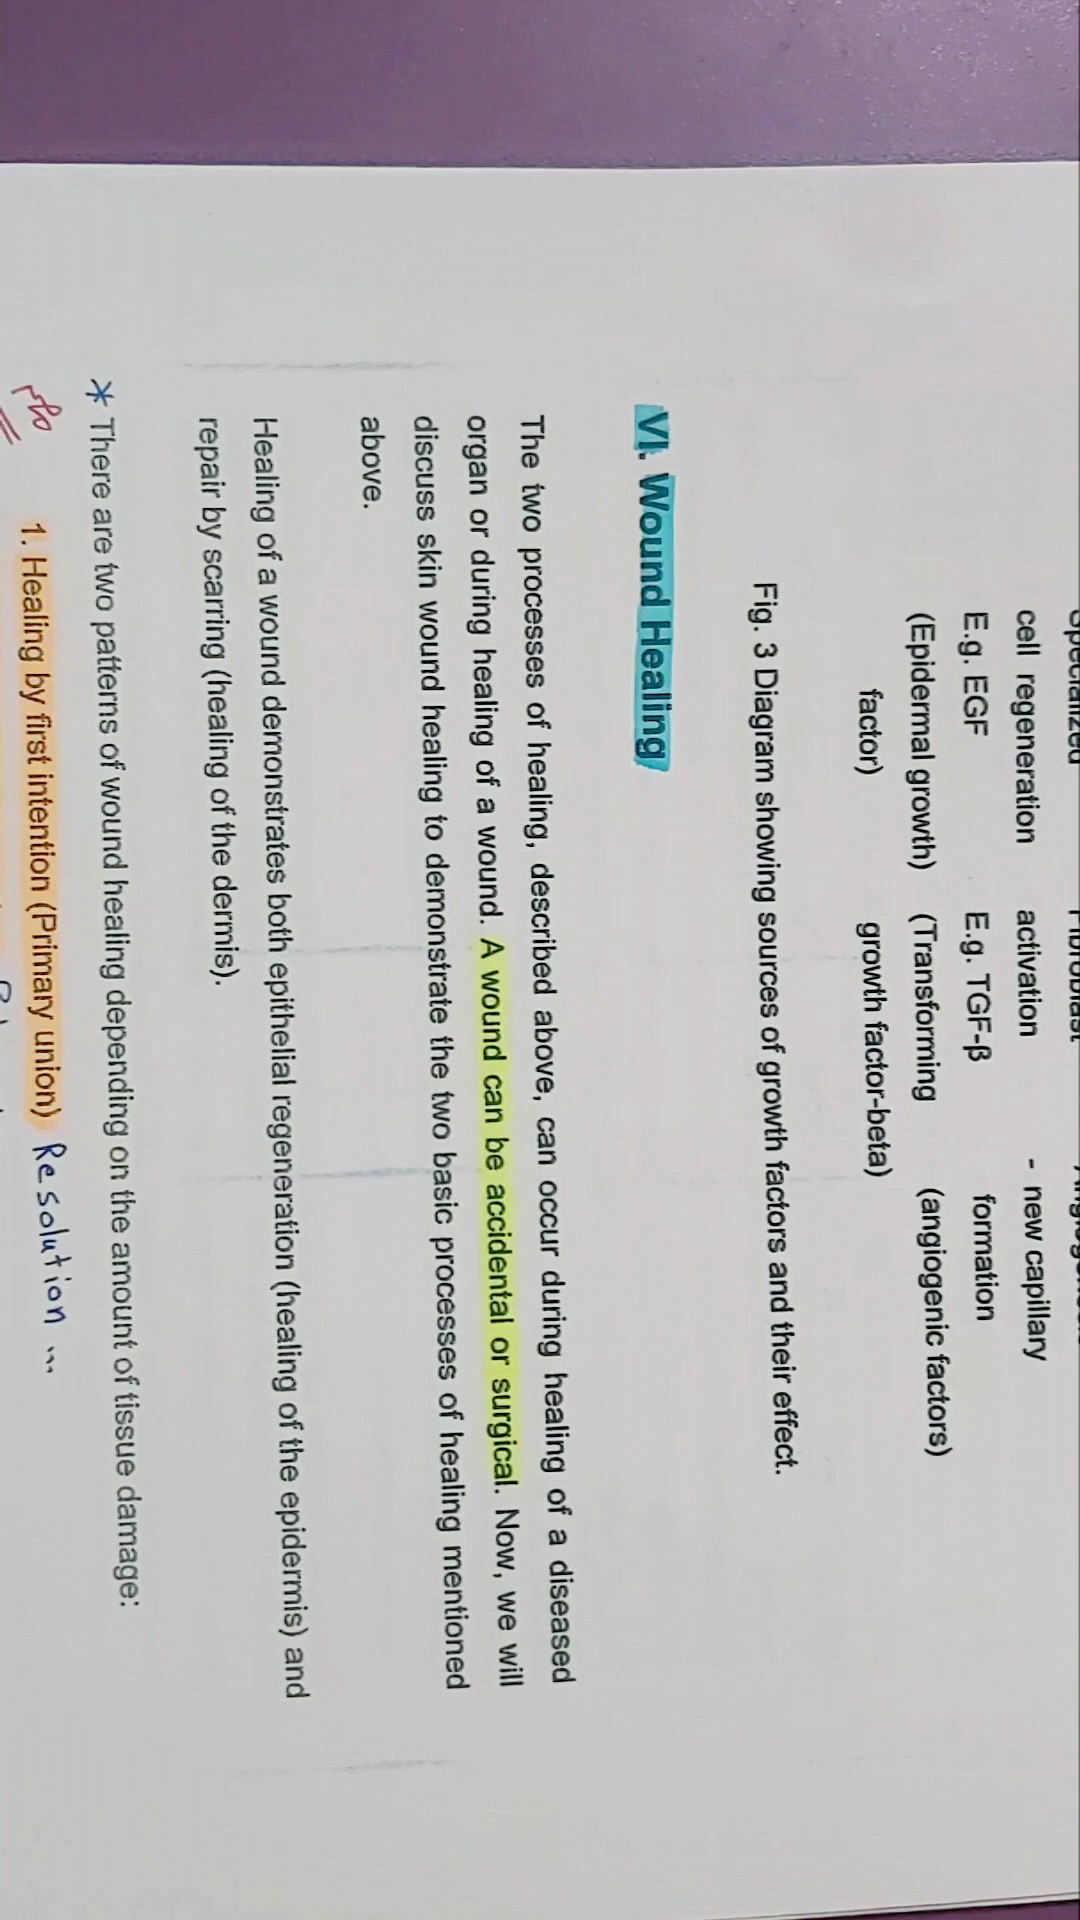 cell regeneration activation - new capillary
E.g. EGF E.g. TGF-β formation
(Epidermal growth) (Transforming (angiogenic factors)
factor) growth factor-beta)
Fig. 3 Diagram showing sources of growth factors and their effect.
VI. Wound Healing
The two processes of healing, described above, can occur during healing of a diseased
organ or during healing of a wound. A wound can be accidental or surgical. Now, we will
discuss skin wound healing to demonstrate the two basic processes of healing mentioned
above.
Healing of a wound demonstrates both epithelial regeneration (healing of the epidermis) and
repair by scarring (healing of the dermis).
* There are two patterns of wound healing depending on the amount of tissue damage:
1. Healing by first intention (Primary union) Resolution ...